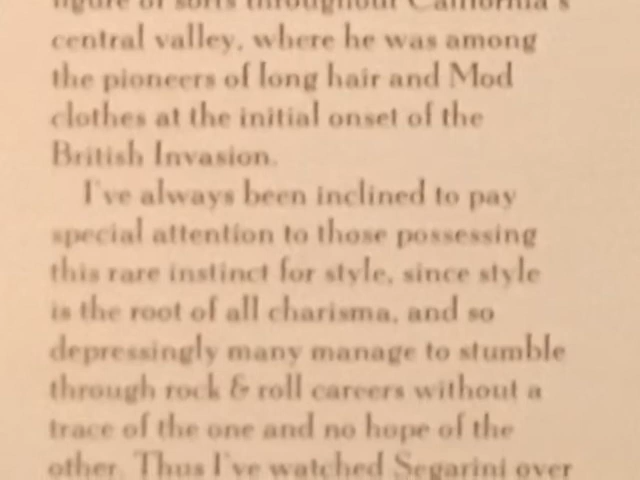 figure of sorts throughout California's
central valley, where he was among
the pioneers of long hair and Mod
clothes at the initial onset of the
British Invasion.
I've always been inclined to pay
special attention to those possessing
this rare instinct for style, since style
is the root of all charisma, and so
depressingly many manage to stumble
through rock & roll careers without a
trace of the one and no hope of the
other. Thus I've watched Segarini over